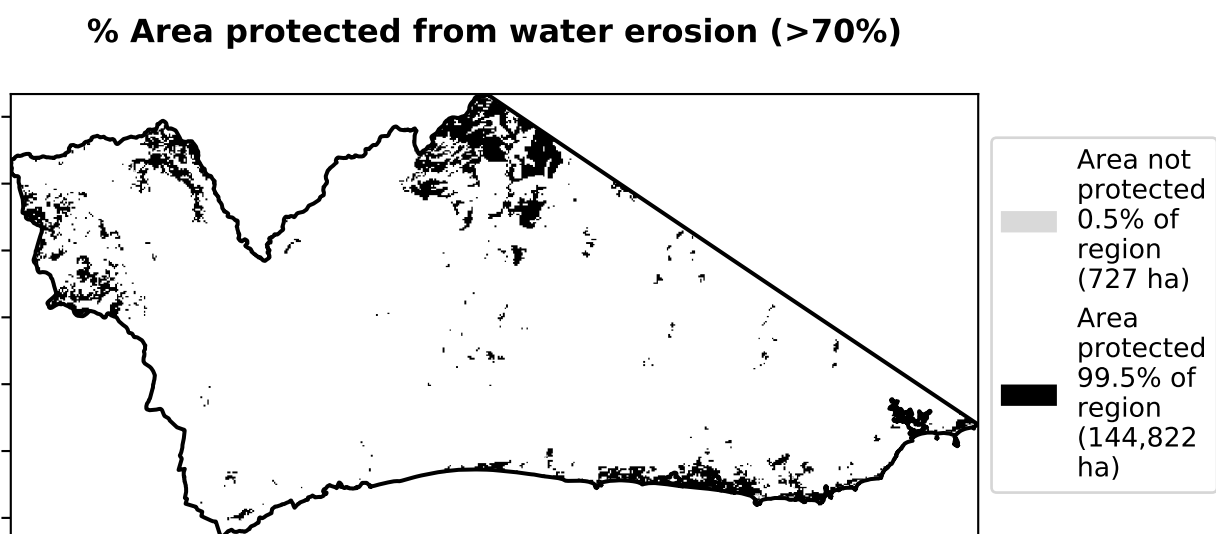 % Area protected from water erosion (>70%)
Area not
protected
0.5% of
region
(727 ha)
Area
protected
99.5% of
region
(144,822
ha)